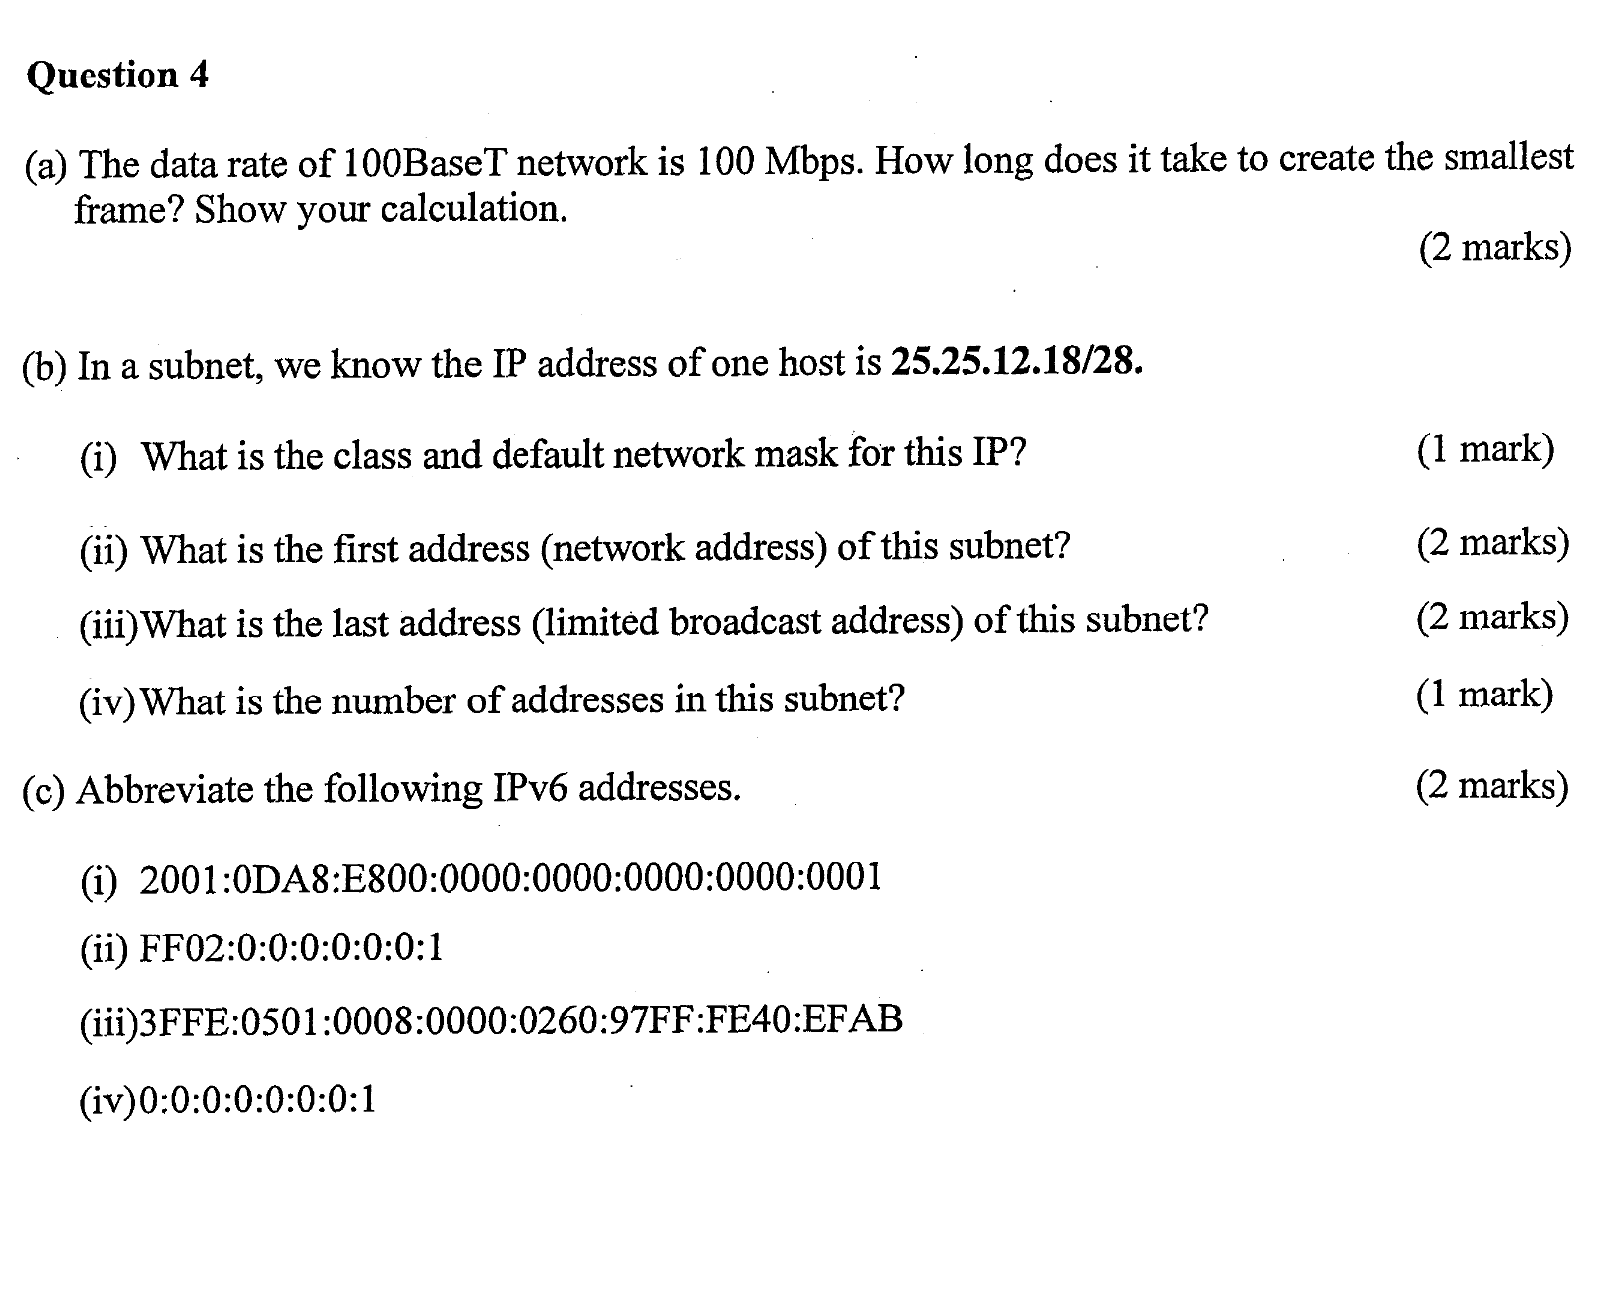 Question 4
(a) The data rate of 100BaseT network is 100 Mbps. How long does it take to create the smallest
frame? Show your calculation.
(2 marks)
(b) In a subnet, we know the IP address of one host is 25.25.12.18/28.
(i) What is the class and default network mask for this IP? (1 mark)
(ii) What is the first address (network address) of this subnet? (2 marks)
(iii)What is the last address (limited broadcast address) of this subnet? (2 marks)
(iv)What is the number of addresses in this subnet? (1 mark)
(c) Abbreviate the following IPv6 addresses. (2 marks)
(i) 2001:0DA8:E800:0000:0000:0000:0000:0001
(ii) FF02:0:0:0:0:0:0:1
(iii)3FFE:0501:0008:0000:0260:97FF:FE40:EFAB
(iv)0:0:0:0:0:0:0:1